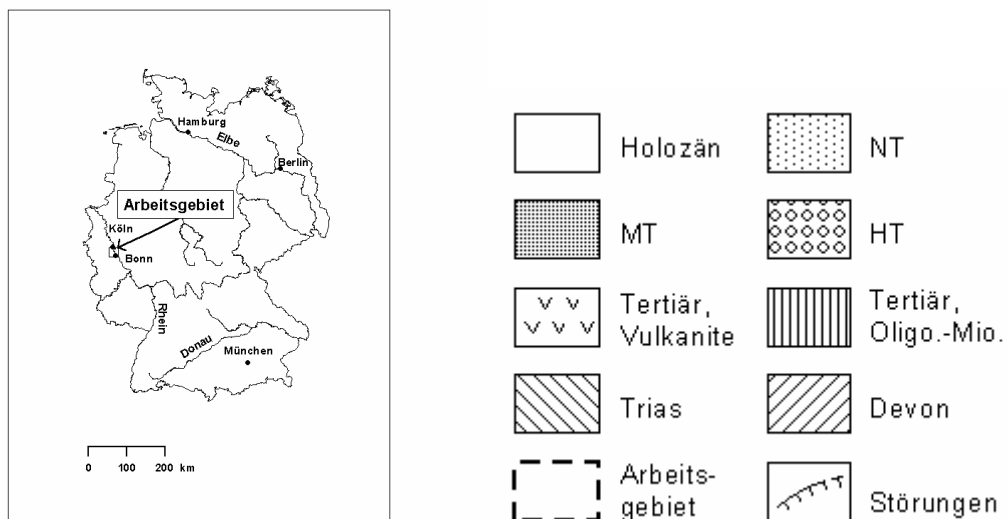 Hamburg
Elbe
Berlin
Arbeitsgebiet
Köln
Bonn
Rhein
Donau
München
0 100 200 km
Holozän
NT
MT
HT
Tertiär,
Vulkanite
Tertiär,
Oligo.-Mio.
Trias
Devon
Arbeits-
gebiet
Störungen